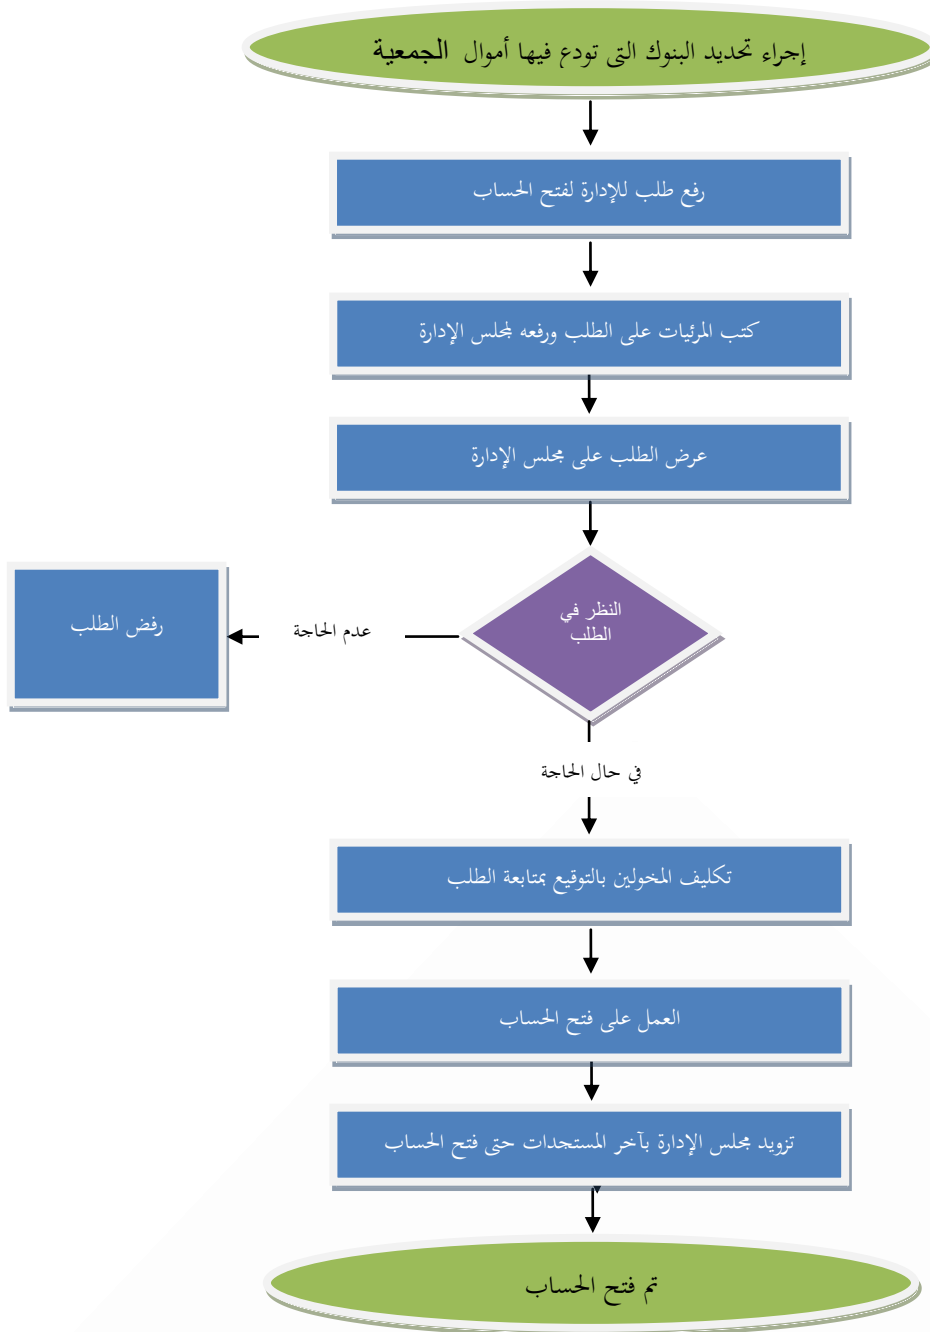 إجراء تحديد البنوك التى تودع فيها أموال الجمعية
رفع طلب للإدارة لفتح الحساب
كتب المرئيات على الطلب ورفعه لمجلس الإدارة
عرض الطلب على مجلس الإدارة
النظر في
الطلب
عدم الحاجة
رفض الطلب
في حال الحاجة
تكليف المخولين بالتوقيع بمتابعة الطلب
العمل على فتح الحساب
تزويد مجلس الإدارة بآخر المستجدات حتى فتح الحساب
تم فتح الحساب